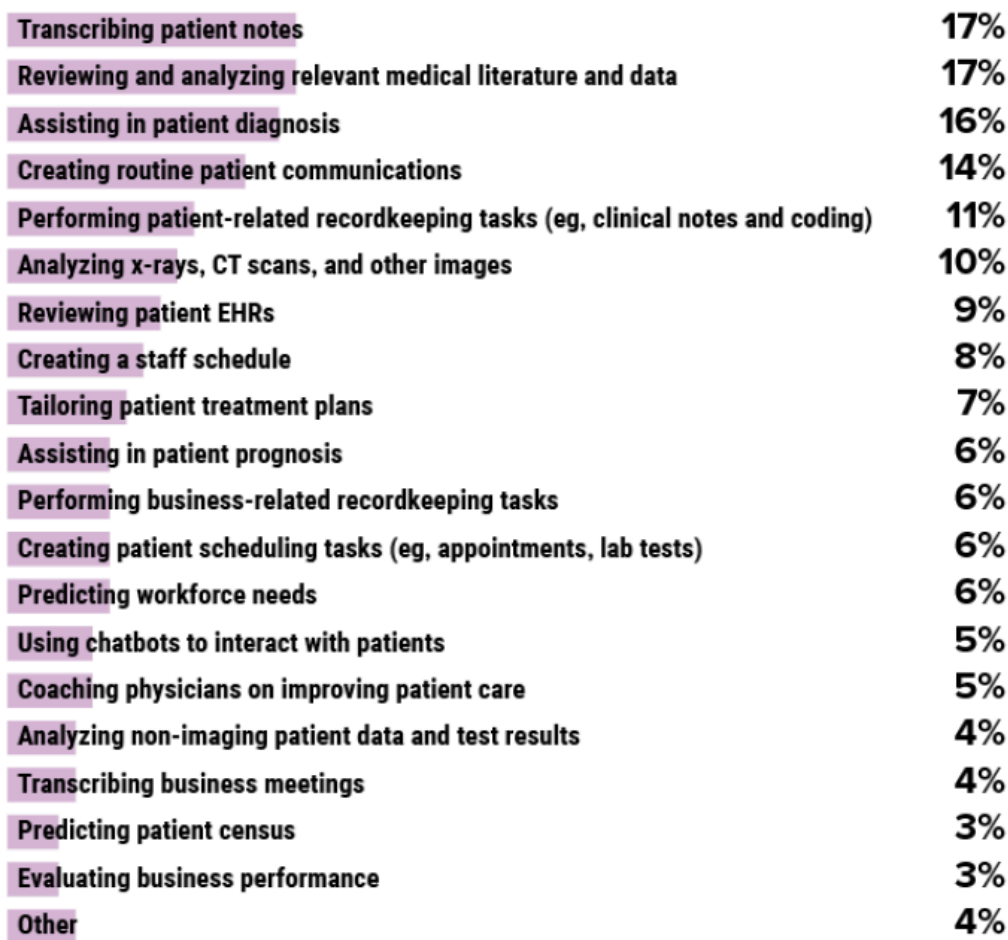 Transcribing patient notes 17%
Reviewing and analyzing relevant medical literature and data 17%
Assisting in patient diagnosis 16%
Creating routine patient communications 14%
Performing patient-related recordkeeping tasks (eg, clinical notes and coding) 11%
Analyzing x-rays, CT scans, and other images 10%
Reviewing patient EHRs 9%
Creating a staff schedule 8%
Tailoring patient treatment plans 7%
Assisting in patient prognosis 6%
Performing business-related recordkeeping tasks 6%
Creating patient scheduling tasks (eg, appointments, lab tests) 6%
Predicting workforce needs 6%
Using chatbots to interact with patients 5%
Coaching physicians on improving patient care 5%
Analyzing non-imaging patient data and test results 4%
Transcribing business meetings 4%
Predicting patient census 3%
Evaluating business performance 3%
Other 4%